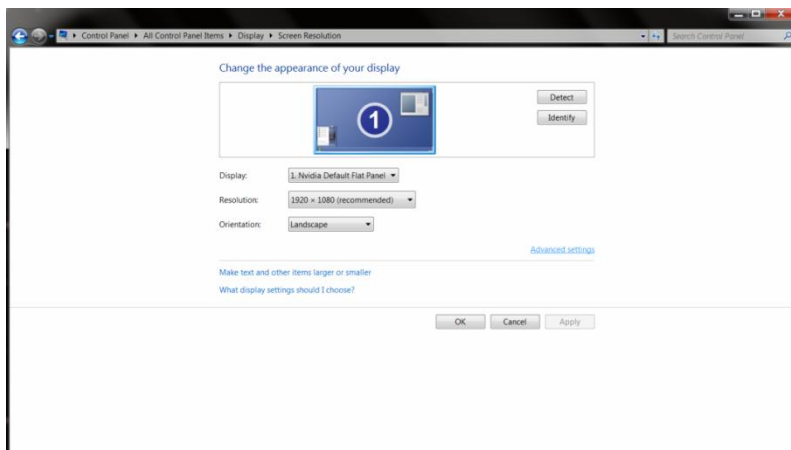 Control Panel ▸ All Control Panel Items ▸ Display ▸ Screen Resolution
Search Control Panel
Change the appearance of your display
1
Detect
Identify
Display: 1. Nvidia Default Flat Panel
Resolution: 1920 × 1080 (recommended)
Orientation: Landscape
Advanced settings
Make text and other items larger or smaller
What display settings should I choose?
OK Cancel Apply